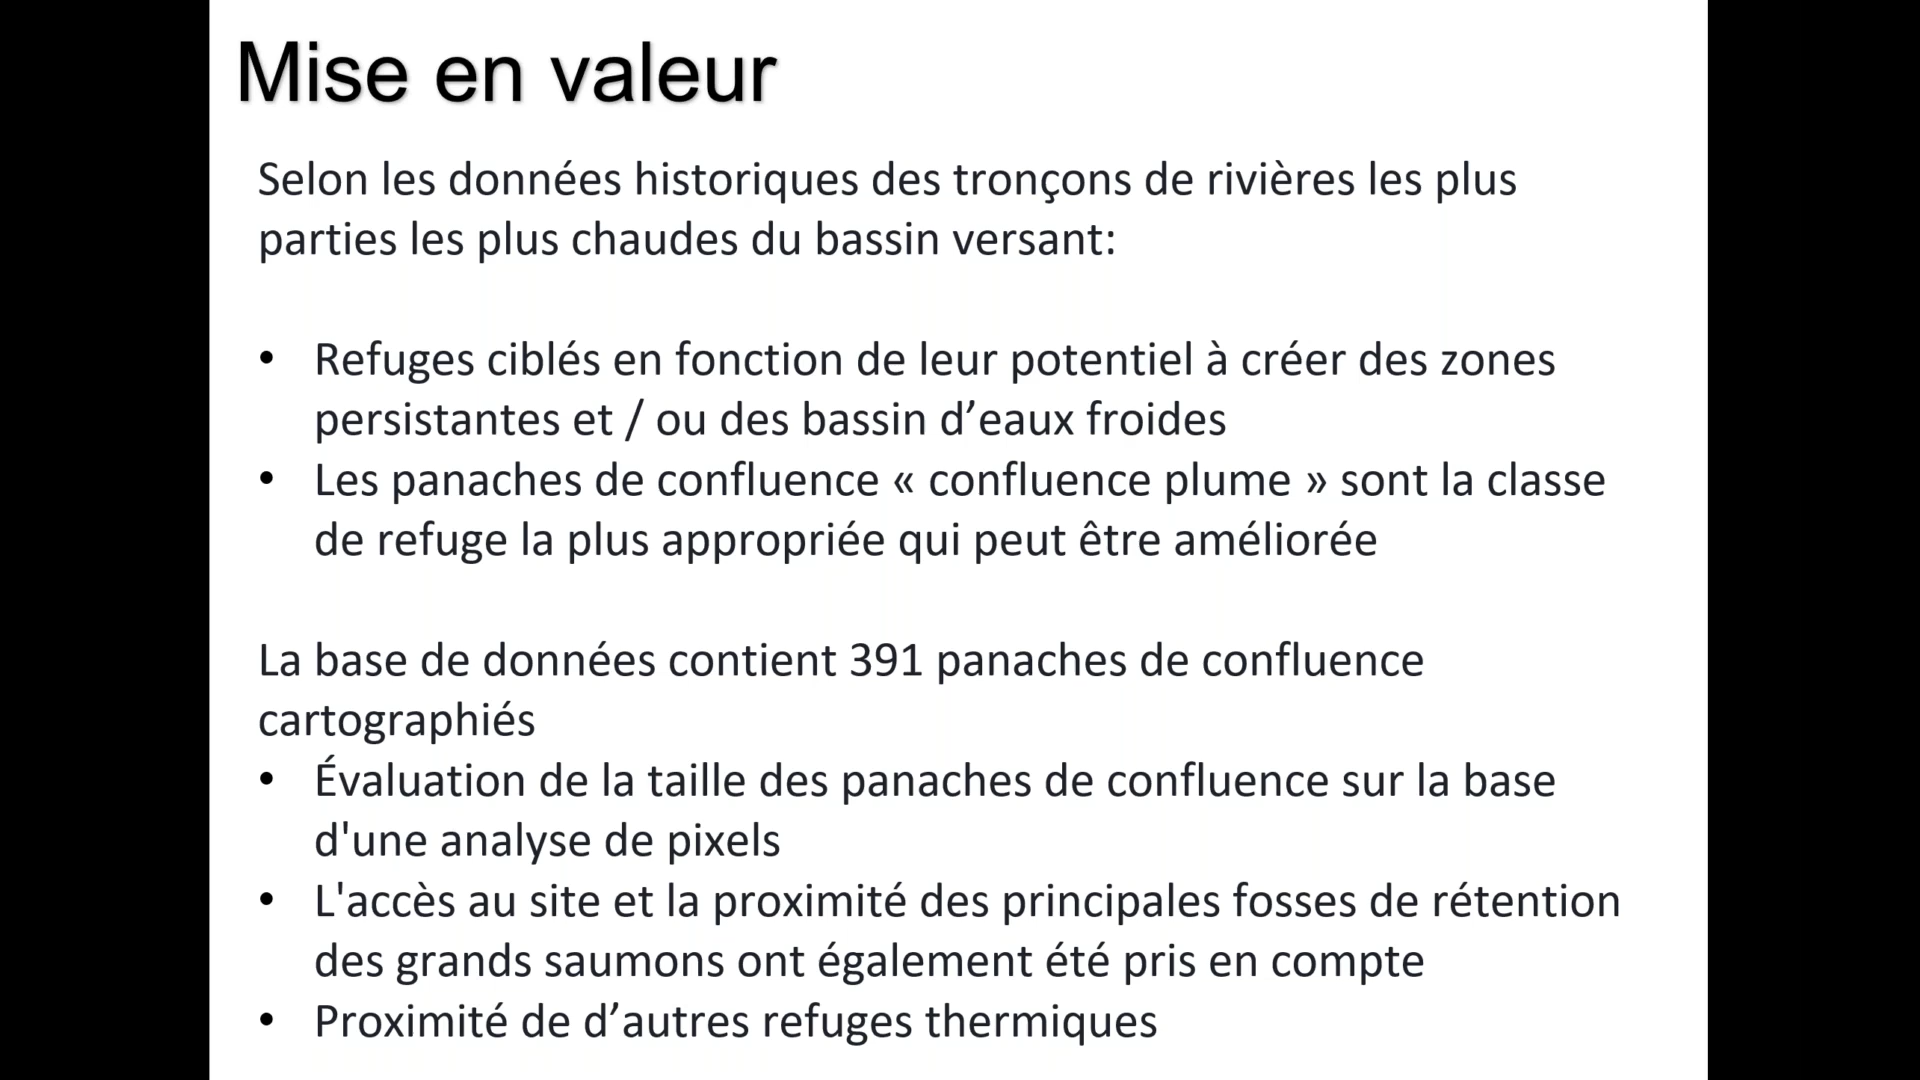 Mise en valeur
Selon les données historiques des tronçons de rivières les plus
parties les plus chaudes du bassin versant:
• Refuges ciblés en fonction de leur potentiel à créer des zones
persistantes et / ou des bassin d’eaux froides
• Les panaches de confluence « confluence plume » sont la classe
de refuge la plus appropriée qui peut être améliorée
La base de données contient 391 panaches de confluence
cartographiés
• Évaluation de la taille des panaches de confluence sur la base
d'une analyse de pixels
• L'accès au site et la proximité des principales fosses de rétention
des grands saumons ont également été pris en compte
• Proximité de d’autres refuges thermiques